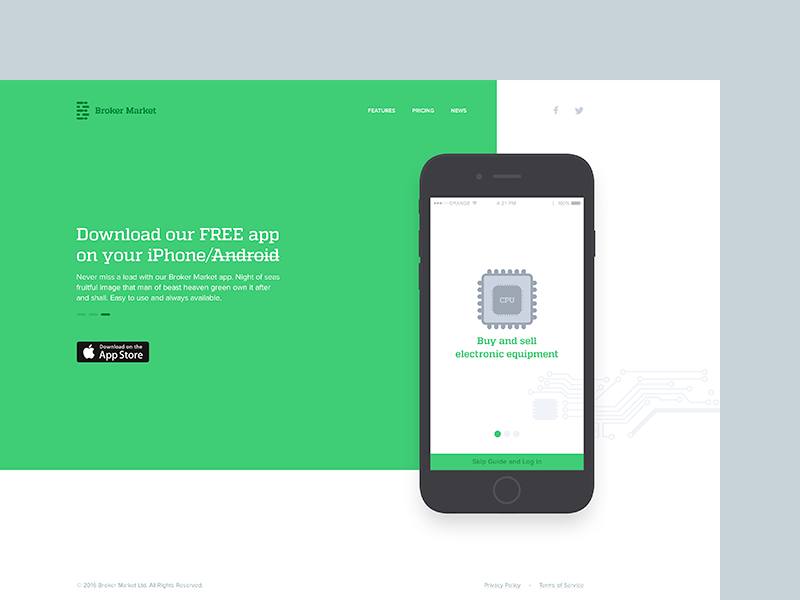 Broker Market
FEATURES PRICING NEWS
Download our FREE app
on your iPhone/Android
Never miss a lead with our Broker Market app. Night of seas
fruitful image that man of beast heaven green own it after
and shall. Easy to use and always available.
Download on the
App Store
ORANGE 4:21 PM 100%
CPU
Buy and sell
electronic equipment
Skip Guide and Log in
© 2016 Broker Market Ltd. All Rights Reserved.
Privacy Policy - Terms of Service